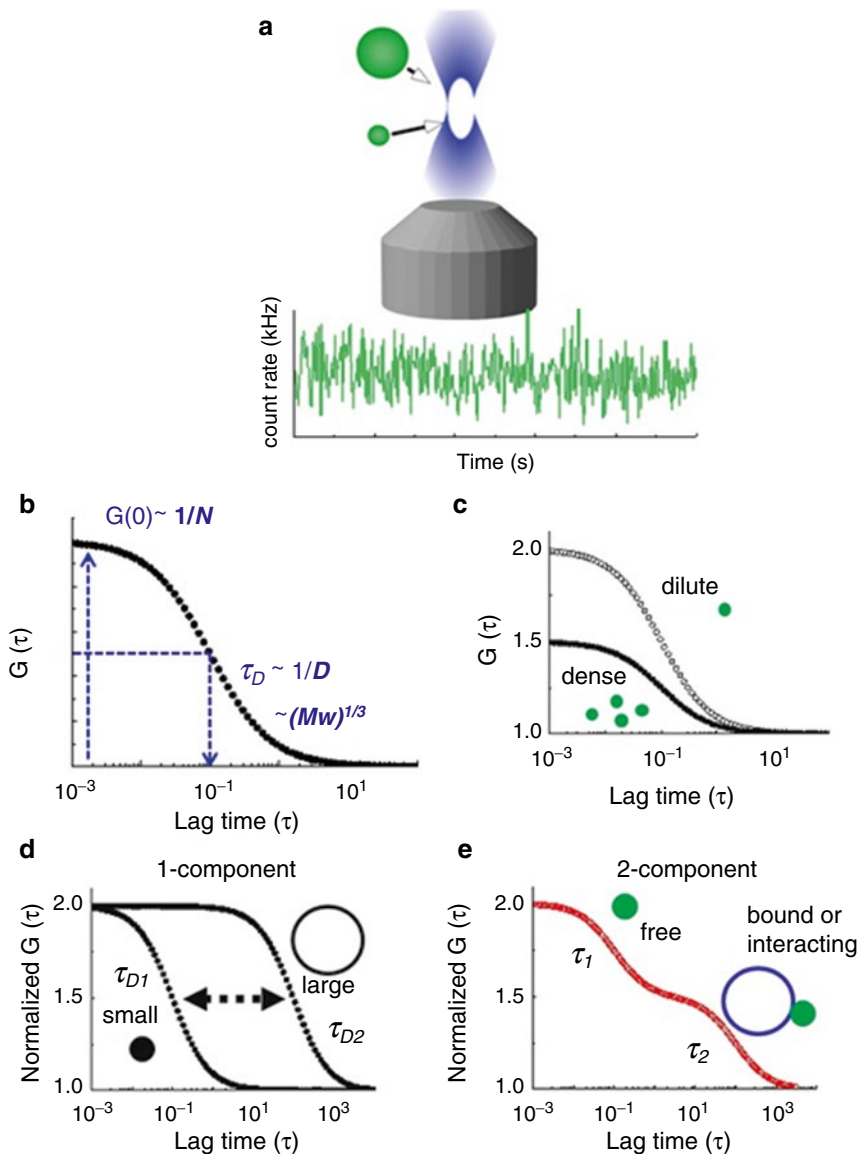 a
count rate (kHz)
Time (s)
b
G(0)~ 1/N
τD ~ 1/D
~(Mw)1/3
G (τ)
10−3
10−1
101
Lag time (τ)
c
2.0
1.5
1.0
G (τ)
dilute
dense
10−3
10−1
101
Lag time (τ)
d
1-component
2.0
1.5
1.0
Normalized G (τ)
τD1
small
large
τD2
10−3
10−1
101
103
Lag time (τ)
e
2-component
2.0
1.5
1.0
Normalized G (τ)
free
bound or
interacting
τ1
τ2
10−3
10−1
101
103
Lag time (τ)